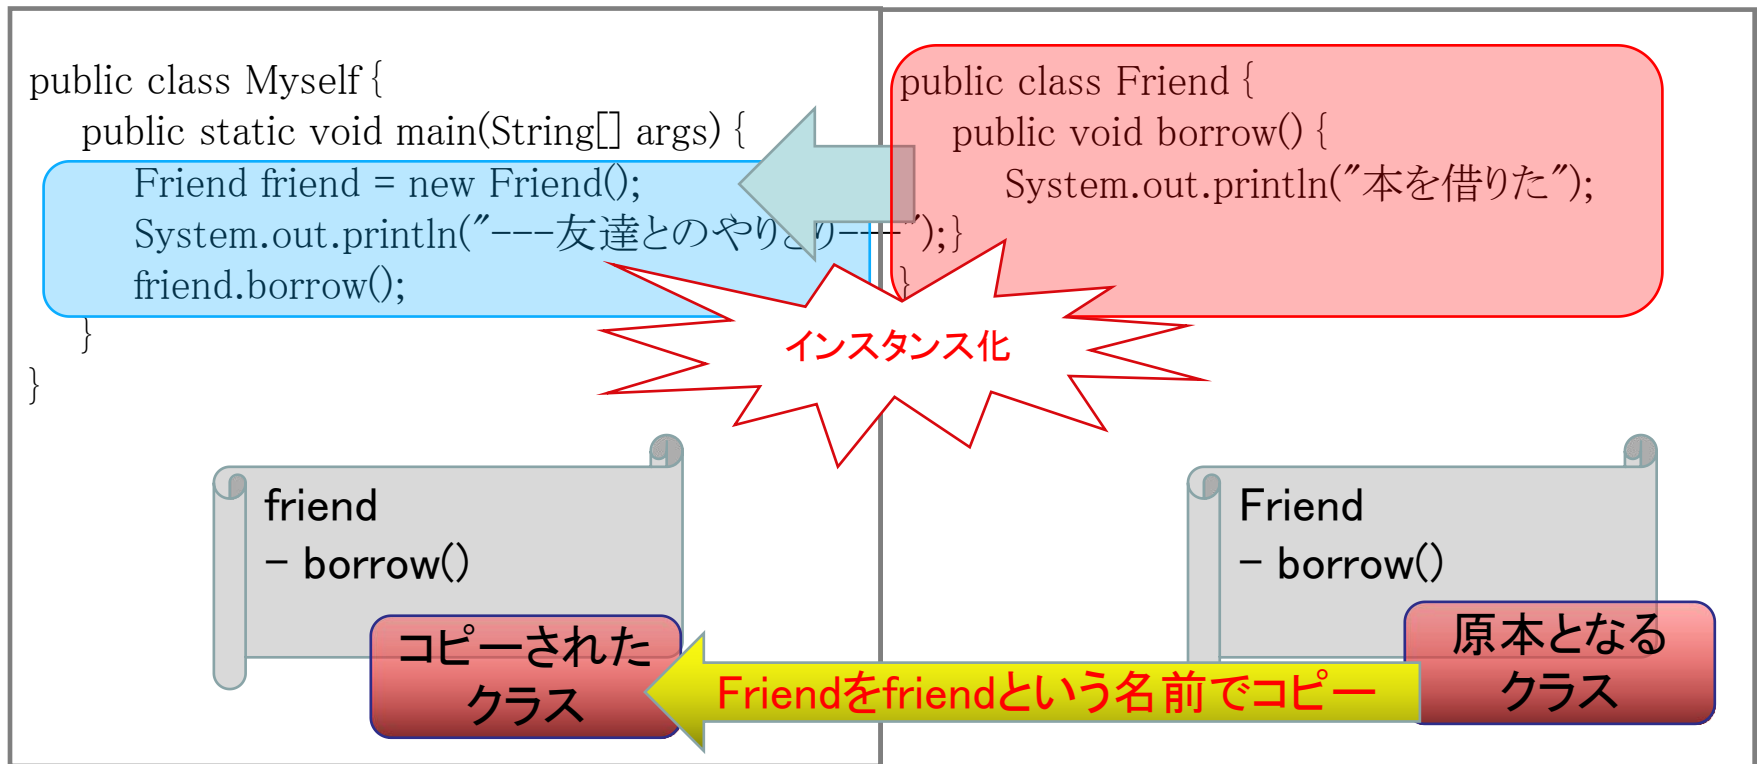 public class Myself {
public static void main(String[] args) {
Friend friend = new Friend();
System.out.println("---友達とのやりとり---");
friend.borrow();
}
}
public class Friend {
public void borrow() {
System.out.println("本を借りた");
}
}
インスタンス化
friend
- borrow()
コピーされた
クラス
Friend
- borrow()
原本となる
クラス
Friendをfriendという名前でコピー